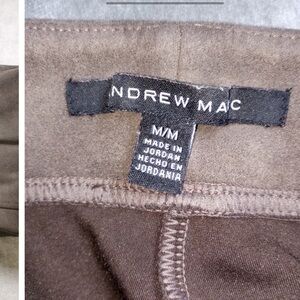 NDREW MAC
M/M
MADE IN
JORDAN
HECHO EN
JORDANIA